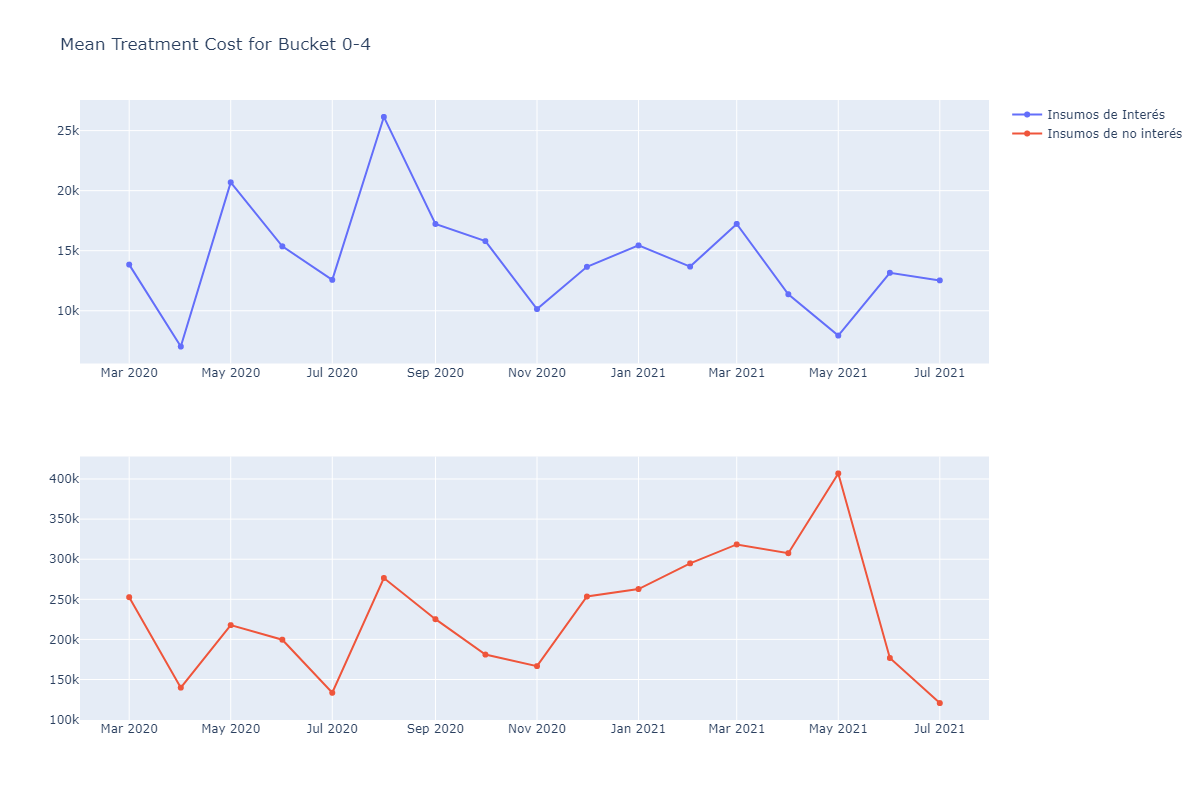 Mean Treatment Cost for Bucket 0-4
Insumos de Interés
Insumos de no interés
25k
20k
15k
10k
Mar 2020 May 2020 Jul 2020 Sep 2020 Nov 2020 Jan 2021 Mar 2021 May 2021 Jul 2021
400k
350k
300k
250k
200k
150k
100k
Mar 2020 May 2020 Jul 2020 Sep 2020 Nov 2020 Jan 2021 Mar 2021 May 2021 Jul 2021